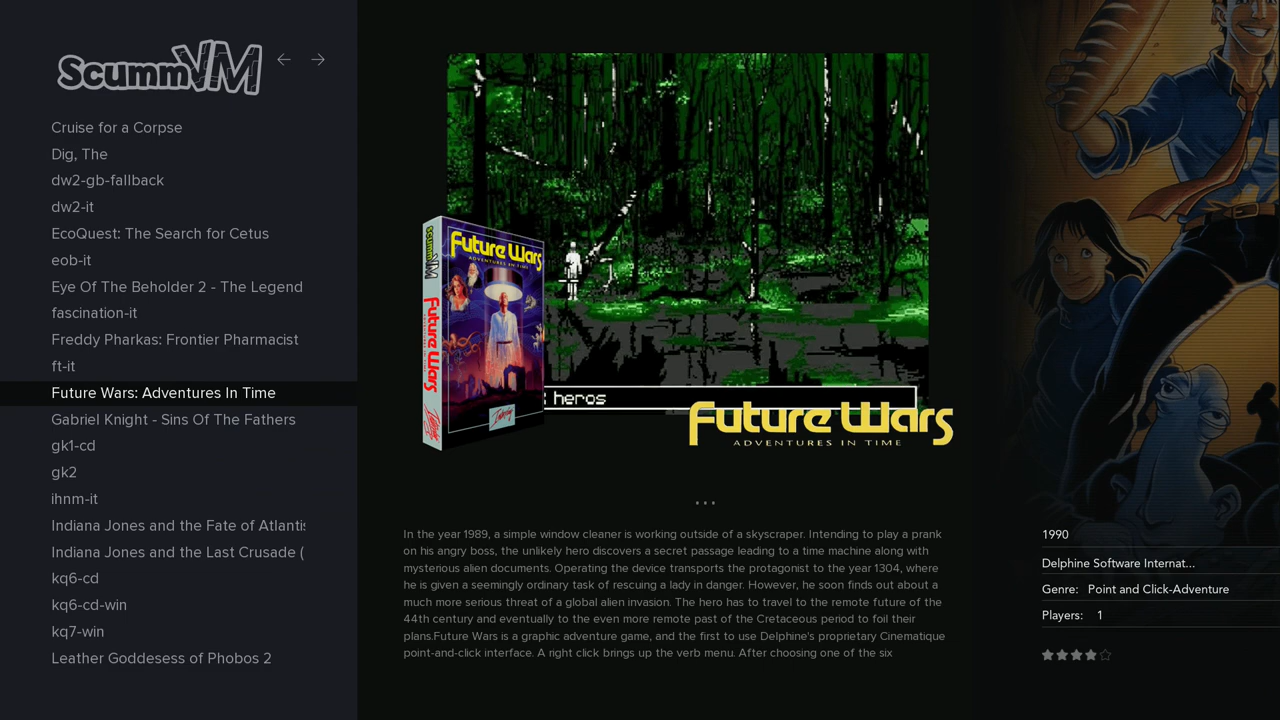 ScummVM
Cruise for a Corpse
Dig, The
dw2-gb-fallback
dw2-it
EcoQuest: The Search for Cetus
eob-it
Eye Of The Beholder 2 - The Legend
fascination-it
Freddy Pharkas: Frontier Pharmacist
ft-it
Future Wars: Adventures In Time
Gabriel Knight - Sins Of The Fathers
gk1-cd
gk2
ihnm-it
Indiana Jones and the Fate of Atlantis
Indiana Jones and the Last Crusade (
kq6-cd
kq6-cd-win
kq7-win
Leather Goddesess of Phobos 2
ScummVM
Future Wars
Future Wars
ADVENTURES IN TIME
Interplay
: heros
Future Wars
ADVENTURES IN TIME
...
In the year 1989, a simple window cleaner is working outside of a skyscraper. Intending to play a prank
on his angry boss, the unlikely hero discovers a secret passage leading to a time machine along with
mysterious alien documents. Operating the device transports the protagonist to the year 1304, where
he is given a seemingly ordinary task of rescuing a lady in danger. However, he soon finds out about a
much more serious threat of a global alien invasion. The hero has to travel to the remote future of the
44th century and eventually to the even more remote past of the Cretaceous period to foil their
plans.Future Wars is a graphic adventure game, and the first to use Delphine's proprietary Cinematique
point-and-click interface. A right click brings up the verb menu. After choosing one of the six
1990
Delphine Software Internat...
Genre: Point and Click-Adventure
Players: 1